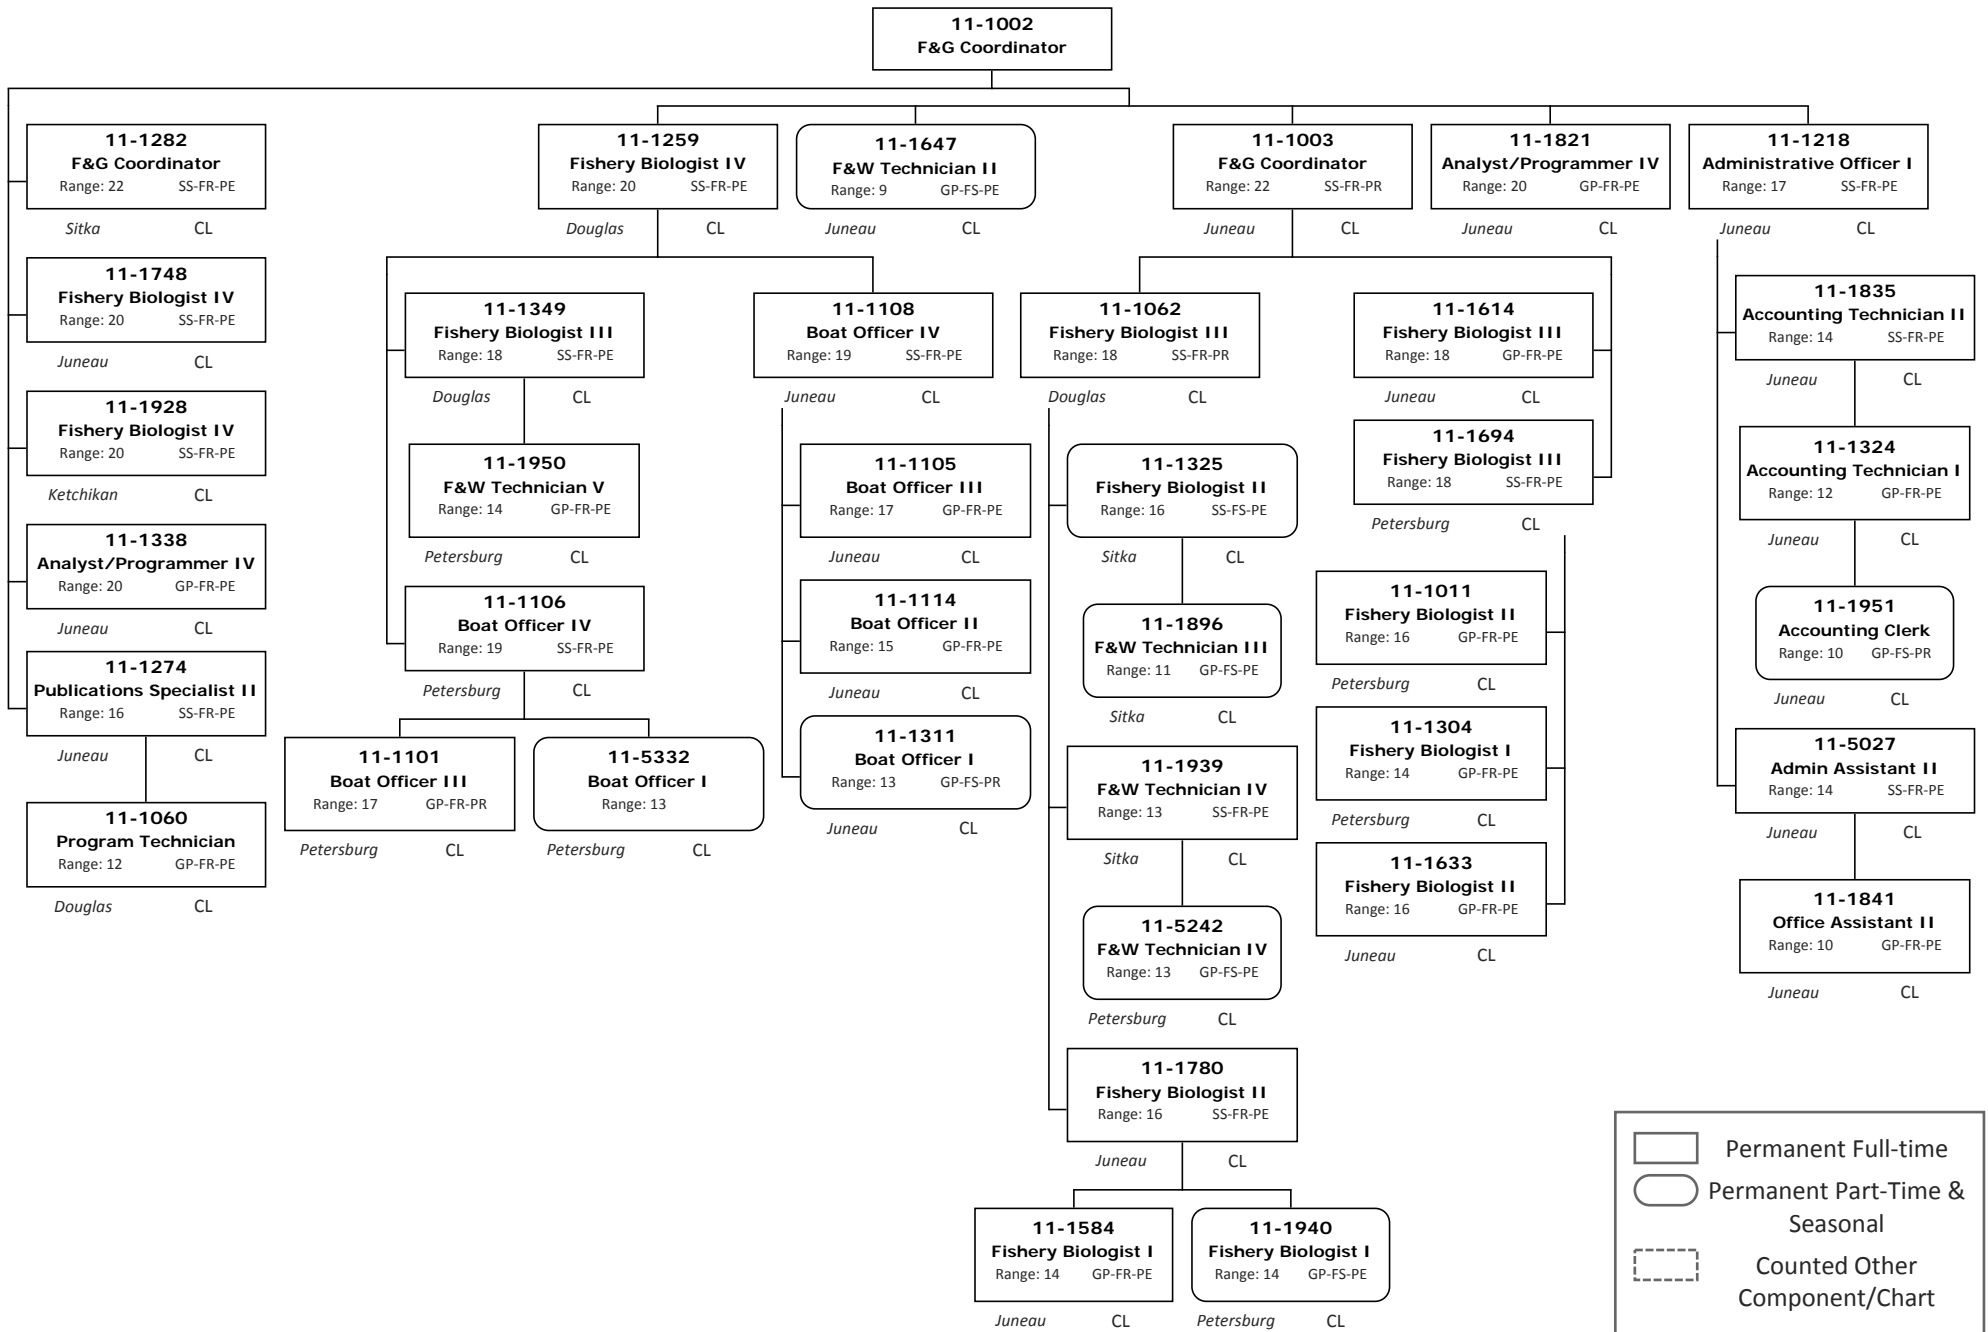 11-1002
F&G Coordinator
11-1282
F&G Coordinator
Range: 22 SS-FR-PE
Sitka CL
11-1748
Fishery Biologist IV
Range: 20 SS-FR-PE
Juneau CL
11-1928
Fishery Biologist IV
Range: 20 SS-FR-PE
Ketchikan CL
11-1338
Analyst/Programmer IV
Range: 20 GP-FR-PE
Juneau CL
11-1274
Publications Specialist II
Range: 16 SS-FR-PE
Juneau CL
11-1060
Program Technician
Range: 12 GP-FR-PE
Douglas CL
11-1259
Fishery Biologist IV
Range: 20 SS-FR-PE
Douglas CL
11-1349
Fishery Biologist III
Range: 18 SS-FR-PE
Douglas CL
11-1950
F&W Technician V
Range: 14 GP-FR-PE
Petersburg CL
11-1106
Boat Officer IV
Range: 19 SS-FR-PE
Petersburg CL
11-1101
Boat Officer III
Range: 17 GP-FR-PR
Petersburg CL
11-5332
Boat Officer I
Range: 13
Petersburg CL
11-1108
Boat Officer IV
Range: 19 SS-FR-PE
Juneau CL
11-1105
Boat Officer III
Range: 17 GP-FR-PE
Juneau CL
11-1114
Boat Officer II
Range: 15 GP-FR-PE
Juneau CL
11-1311
Boat Officer I
Range: 13 GP-FS-PR
Juneau CL
11-1647
F&W Technician II
Range: 9 GP-FS-PE
Juneau CL
11-1003
F&G Coordinator
Range: 22 SS-FR-PR
Juneau CL
11-1062
Fishery Biologist III
Range: 18 SS-FR-PR
Douglas CL
11-1325
Fishery Biologist II
Range: 16 SS-FS-PE
Sitka CL
11-1896
F&W Technician III
Range: 11 GP-FS-PE
Sitka CL
11-1939
F&W Technician IV
Range: 13 SS-FR-PE
Sitka CL
11-5242
F&W Technician IV
Range: 13 GP-FS-PE
Petersburg CL
11-1780
Fishery Biologist II
Range: 16 SS-FR-PE
Juneau CL
11-1584
Fishery Biologist I
Range: 14 GP-FR-PE
Juneau CL
11-1940
Fishery Biologist I
Range: 14 GP-FS-PE
Petersburg CL
11-1614
Fishery Biologist III
Range: 18 GP-FR-PE
Juneau CL
11-1694
Fishery Biologist III
Range: 18 SS-FR-PE
Petersburg CL
11-1011
Fishery Biologist II
Range: 16 GP-FR-PE
Petersburg CL
11-1304
Fishery Biologist I
Range: 14 GP-FR-PE
Petersburg CL
11-1633
Fishery Biologist II
Range: 16 GP-FR-PE
Juneau CL
11-1821
Analyst/Programmer IV
Range: 20 GP-FR-PE
Juneau CL
11-1218
Administrative Officer I
Range: 17 SS-FR-PE
Juneau CL
11-1835
Accounting Technician II
Range: 14 SS-FR-PE
Juneau CL
11-1324
Accounting Technician I
Range: 12 GP-FR-PE
Juneau CL
11-1951
Accounting Clerk
Range: 10 GP-FS-PR
Juneau CL
11-5027
Admin Assistant II
Range: 14 SS-FR-PE
Juneau CL
11-1841
Office Assistant II
Range: 10 GP-FR-PE
Juneau CL
Permanent Full-time
Permanent Part-Time &
Seasonal
Counted Other
Component/Chart